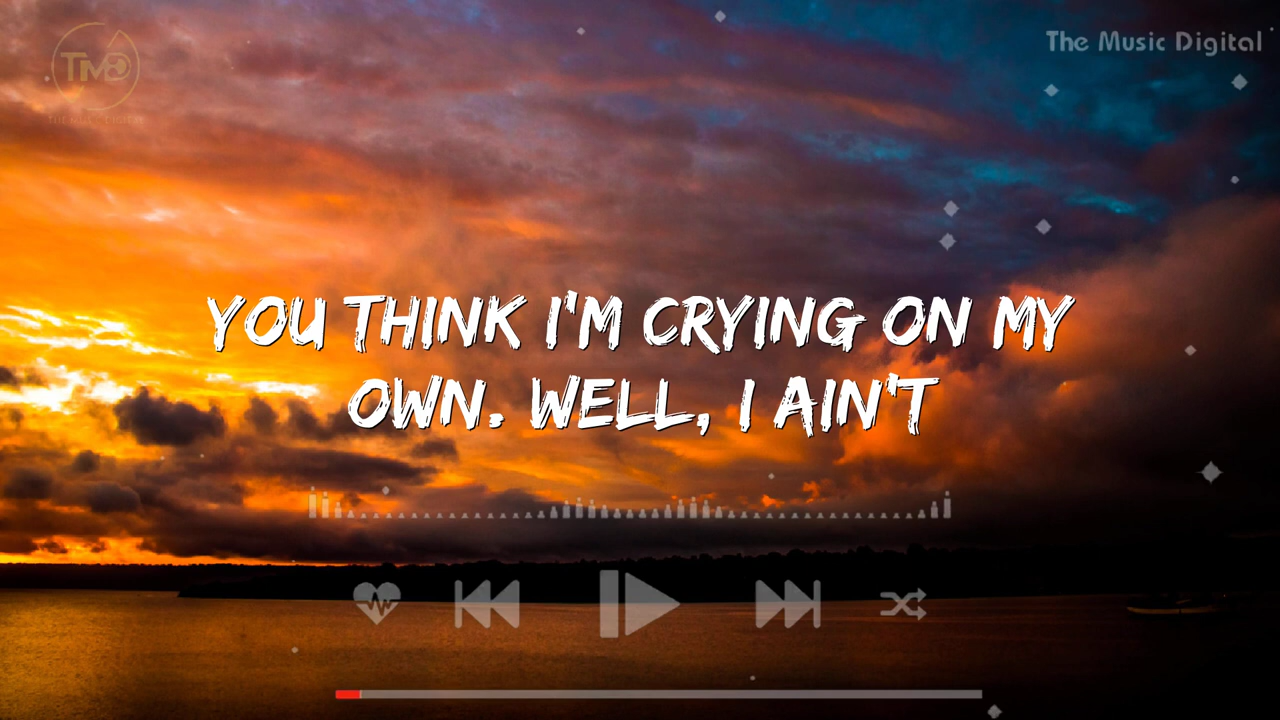 TMD
The Music Digital
YOU THINK I'M CRYING ON MY
OWN. WELL, I AIN'T